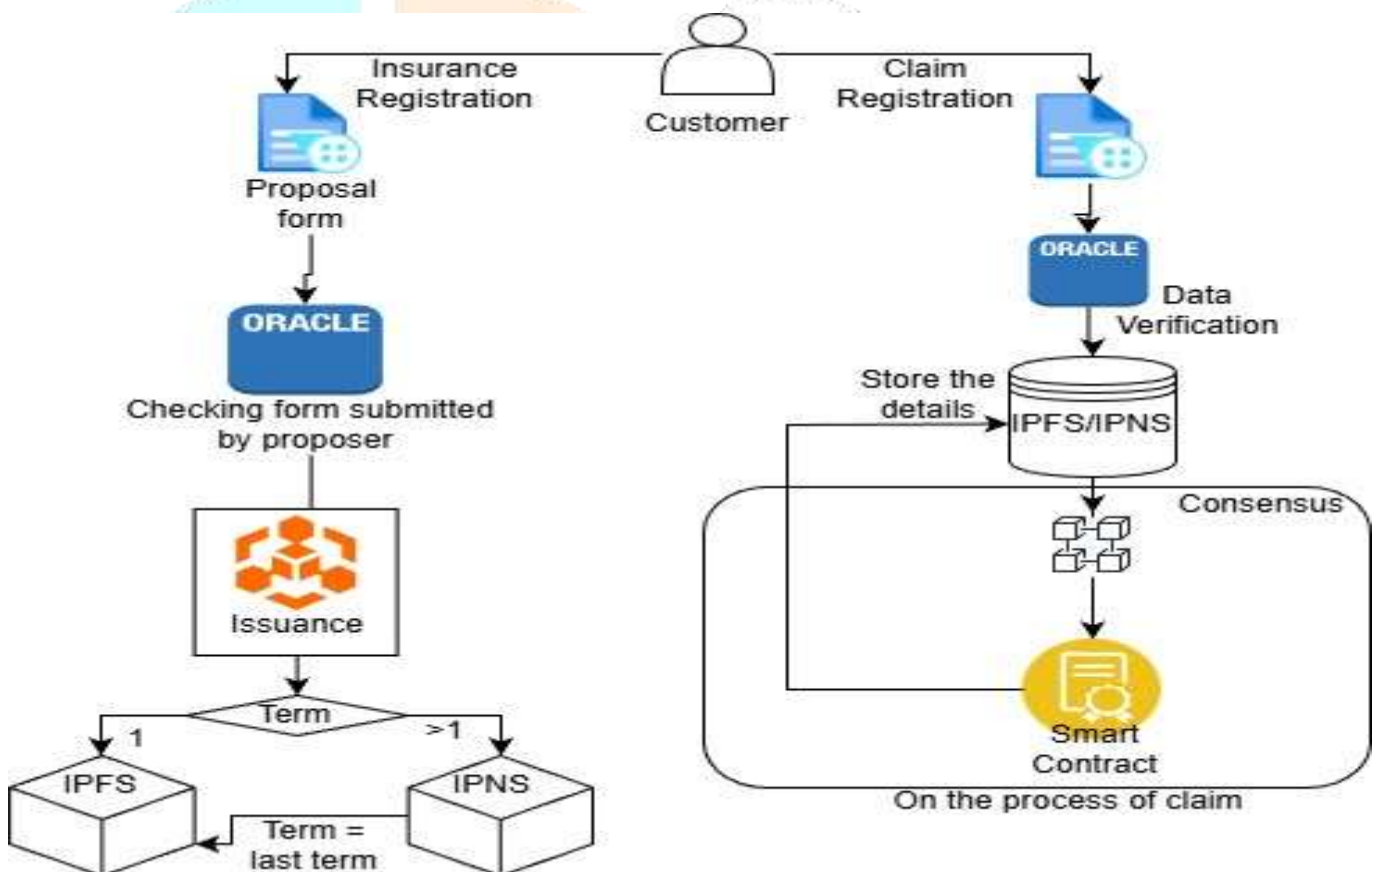 Insurance
Registration
Customer
Claim
Registration
Proposal
form
ORACLE
Checking form submitted
by proposer
Issuance
Term
1
>1
IPFS
IPNS
Term =
last term
ORACLE
Data
Verification
Store the
details
IPFS/IPNS
Consensus
Smart
Contract
On the process of claim